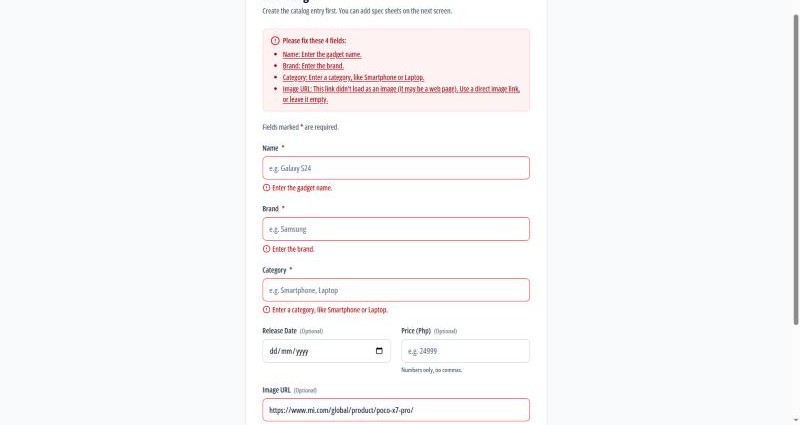 Create the catalog entry first. You can add spec sheets on the next screen.
Please fix these 4 fields:
Name: Enter the gadget name.
Brand: Enter the brand.
Category: Enter a category, like Smartphone or Laptop.
Image URL: This link didn't load as an image (it may be a web page). Use a direct image link,
or leave it empty.
Fields marked * are required.
Name *
e.g. Galaxy S24
Enter the gadget name.
Brand *
e.g. Samsung
Enter the brand.
Category *
e.g. Smartphone, Laptop
Enter a category, like Smartphone or Laptop.
Release Date (Optional)
Price (Php) (Optional)
dd/mm/yyyy
e.g. 24999
Numbers only, no commas.
Image URL (Optional)
https://www.mi.com/global/product/poco-x7-pro/